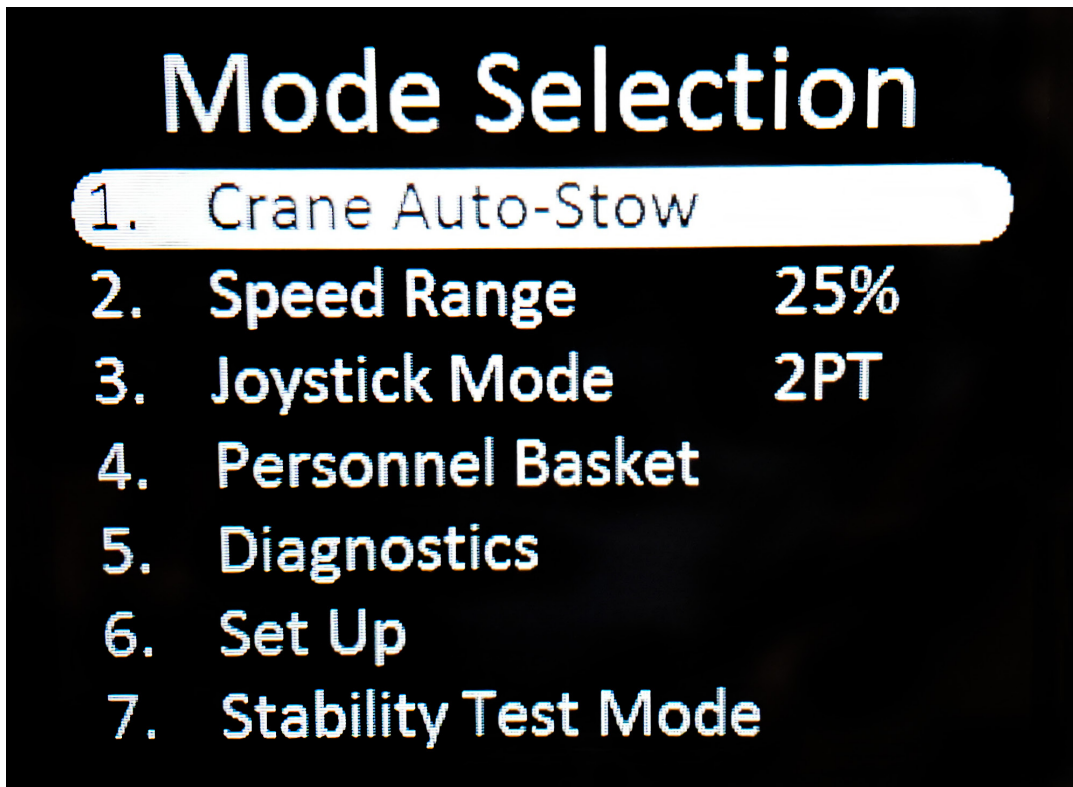 Mode Selection
1. Crane Auto-Stow
2. Speed Range 25%
3. Joystick Mode 2PT
4. Personnel Basket
5. Diagnostics
6. Set Up
7. Stability Test Mode